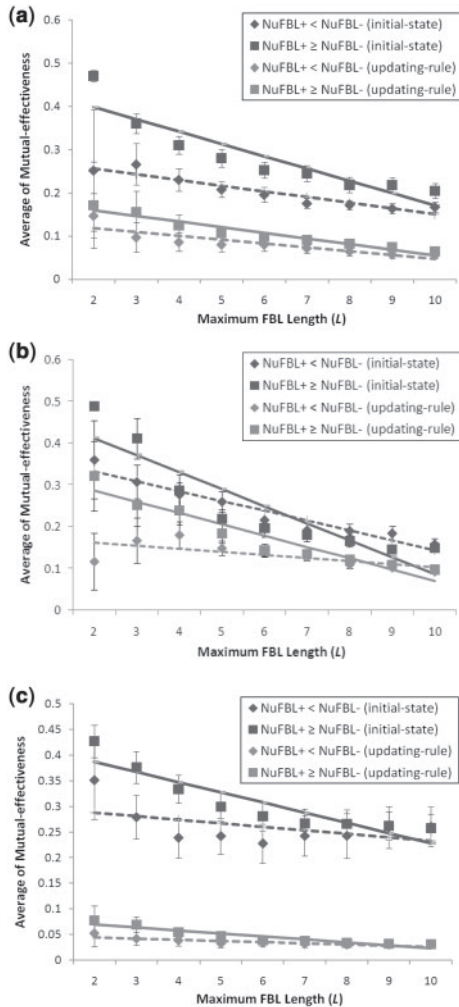 (a)
0.6
0.5
0.4
0.3
0.2
0.1
0
Average of Mutual-effectiveness
NuFBL+ < NuFBL- (initial-state)
NuFBL+ ≥ NuFBL- (initial-state)
NuFBL+ < NuFBL- (updating-rule)
NuFBL+ ≥ NuFBL- (updating-rule)
2 3 4 5 6 7 8 9 10
Maximum FBL Length (L)
(b)
0.6
0.5
0.4
0.3
0.2
0.1
0
Average of Mutual-effectiveness
NuFBL+ < NuFBL- (initial-state)
NuFBL+ ≥ NuFBL- (initial-state)
NuFBL+ < NuFBL- (updating-rule)
NuFBL+ ≥ NuFBL- (updating-rule)
2 3 4 5 6 7 8 9 10
Maximum FBL Length (L)
(c)
0.5
0.45
0.4
0.35
0.3
0.25
0.2
0.15
0.1
0.05
0
Average of Mutual-effectiveness
NuFBL+ < NuFBL- (initial-state)
NuFBL+ ≥ NuFBL- (initial-state)
NuFBL+ < NuFBL- (updating-rule)
NuFBL+ ≥ NuFBL- (updating-rule)
2 3 4 5 6 7 8 9 10
Maximum FBL Length (L)